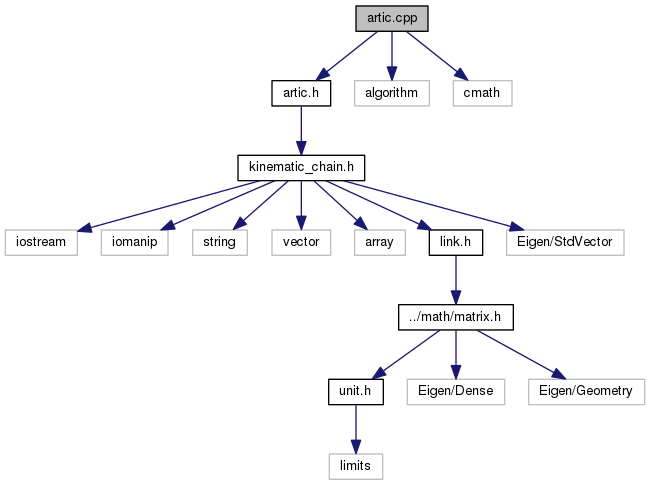 artic.cpp
artic.h
algorithm
cmath
kinematic_chain.h
iostream
iomanip
string
vector
array
link.h
Eigen/StdVector
../math/matrix.h
unit.h
Eigen/Dense
Eigen/Geometry
limits